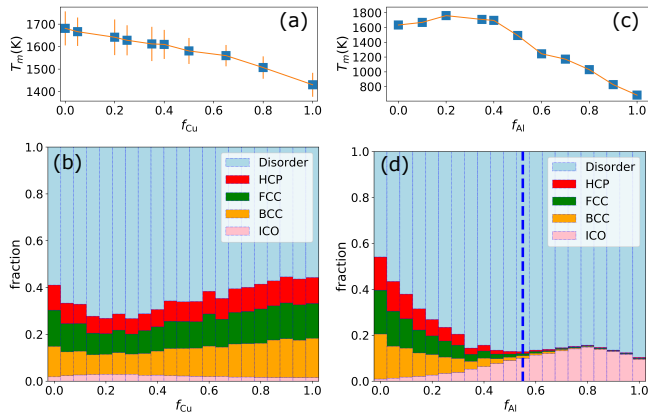 (a)
1700
1600
1500
1400
T_m(K)
0.0 0.2 0.4 0.6 0.8 1.0
f_Cu
(c)
1800
1600
1400
1200
1000
800
T_m(K)
0.0 0.2 0.4 0.6 0.8 1.0
f_Al
(b)
Disorder
HCP
FCC
BCC
ICO
1.0
0.8
0.6
0.4
0.2
0.0
fraction
0.0 0.2 0.4 0.6 0.8 1.0
f_Cu
(d)
Disorder
HCP
FCC
BCC
ICO
1.0
0.8
0.6
0.4
0.2
0.0
fraction
0.0 0.2 0.4 0.6 0.8 1.0
f_Al